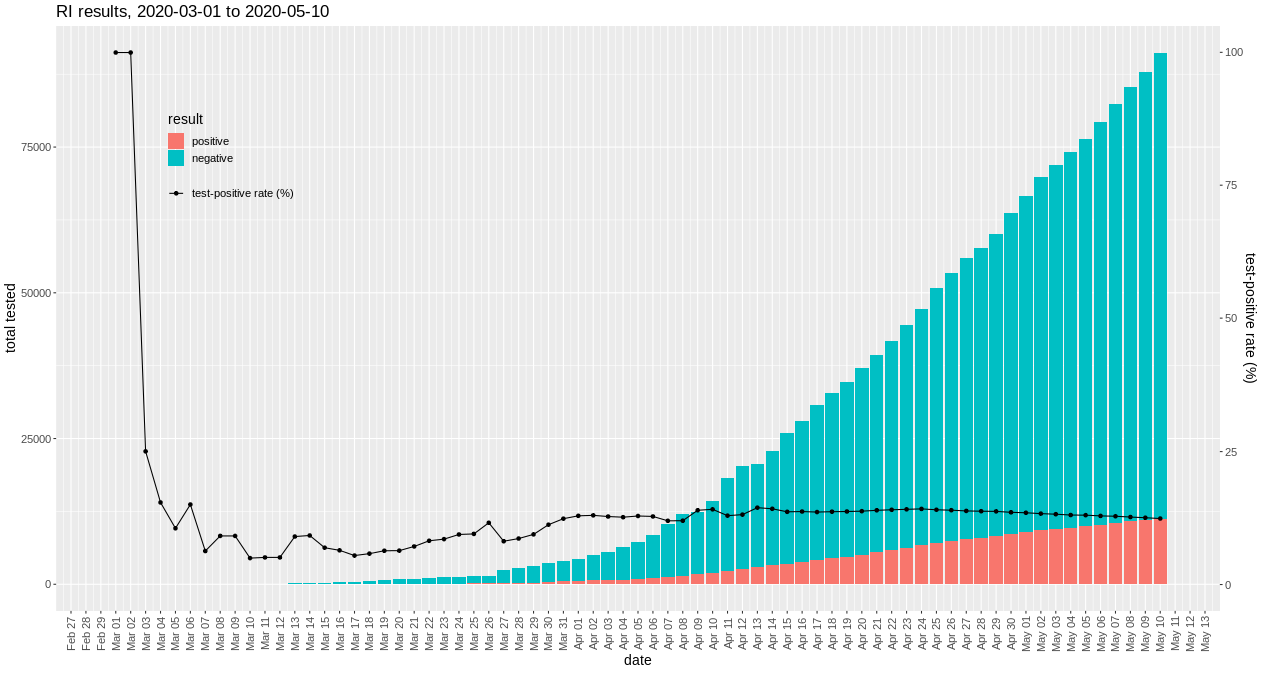 RI results, 2020-03-01 to 2020-05-10
result
positive
negative
test-positive rate (%)
total tested
75000
50000
25000
0
100
75
50
25
0
test-positive rate (%)
Feb 27
Feb 28
Feb 29
Mar 01
Mar 02
Mar 03
Mar 04
Mar 05
Mar 06
Mar 07
Mar 08
Mar 09
Mar 10
Mar 11
Mar 12
Mar 13
Mar 14
Mar 15
Mar 16
Mar 17
Mar 18
Mar 19
Mar 20
Mar 21
Mar 22
Mar 23
Mar 24
Mar 25
Mar 26
Mar 27
Mar 28
Mar 29
Mar 30
Mar 31
Apr 01
Apr 02
Apr 03
Apr 04
Apr 05
Apr 06
Apr 07
Apr 08
Apr 09
Apr 10
Apr 11
Apr 12
Apr 13
Apr 14
Apr 15
Apr 16
Apr 17
Apr 18
Apr 19
Apr 20
Apr 21
Apr 22
Apr 23
Apr 24
Apr 25
Apr 26
Apr 27
Apr 28
Apr 29
Apr 30
May 01
May 02
May 03
May 04
May 05
May 06
May 07
May 08
May 09
May 10
May 11
May 12
May 13
date